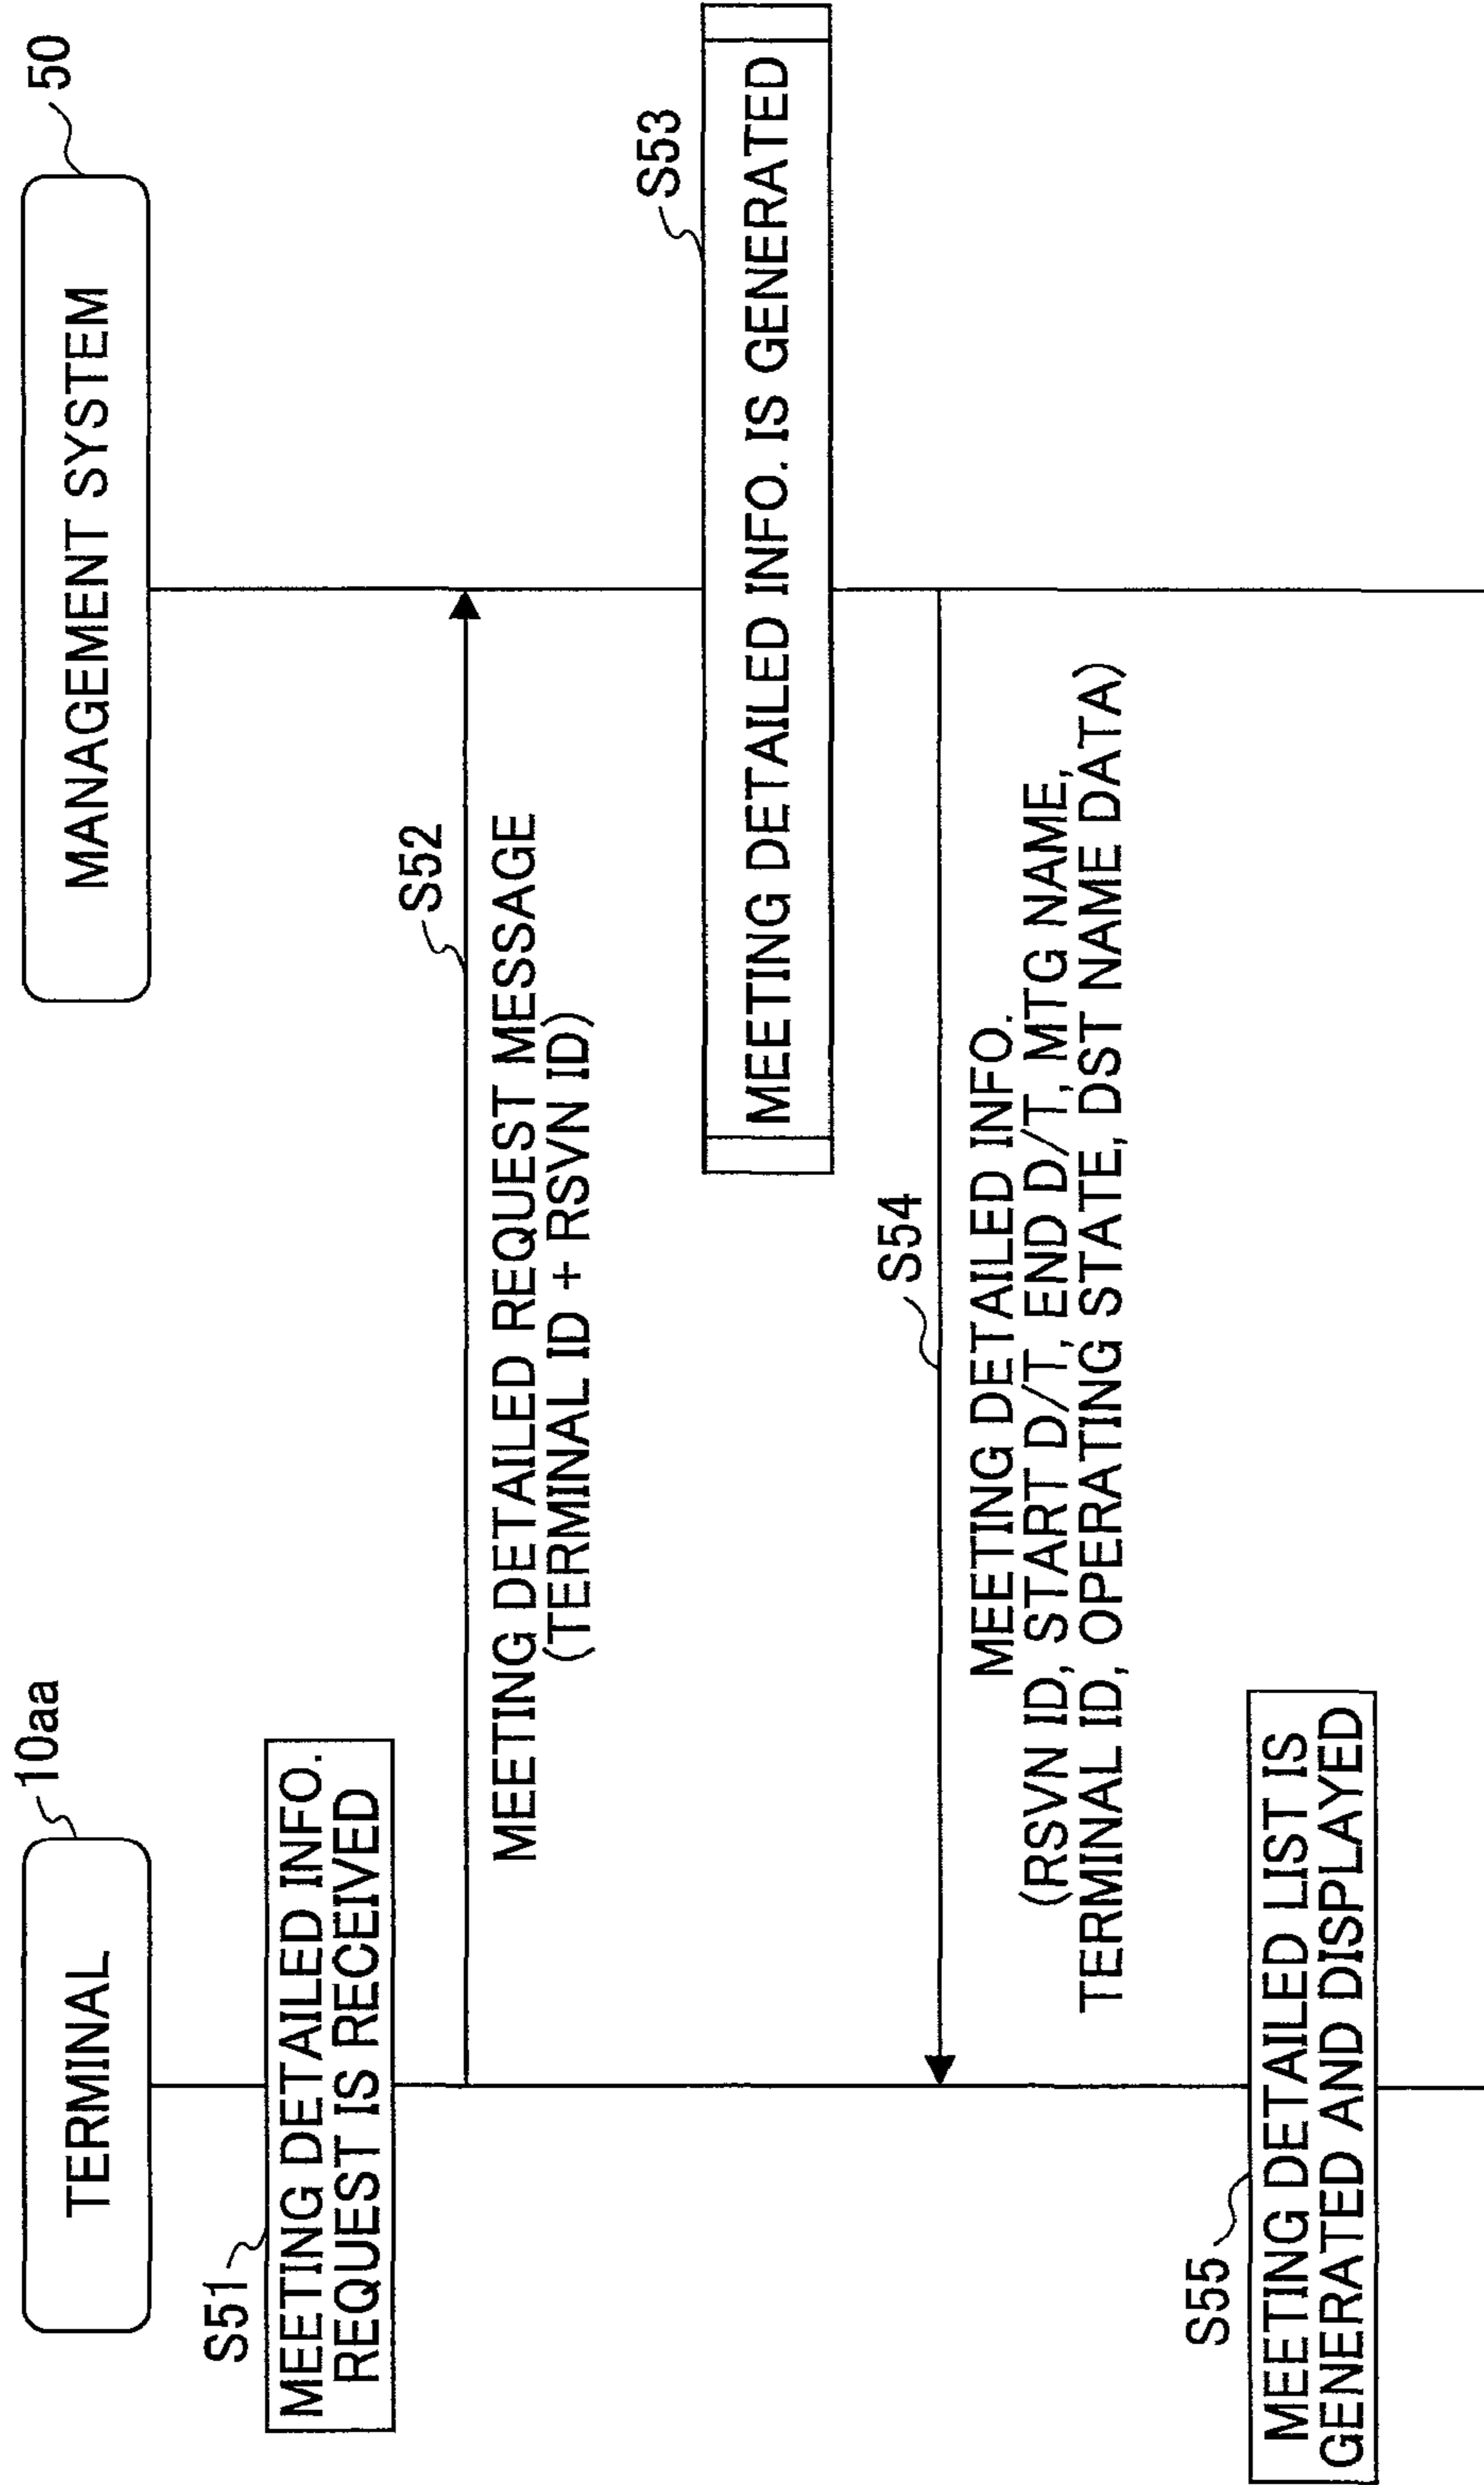 TERMINAL
10aa
MANAGEMENT SYSTEM
50
S51
MEETING DETAILED INFO.
REQUEST IS RECEIVED
S52
MEETING DETAILED REQUEST MESSAGE
(TERMINAL ID + RSVN ID)
S53
MEETING DETAILED INFO. IS GENERATED
S54
MEETING DETAILED INFO.
(RSVN ID, START D/T, END D/T, MTG NAME,
TERMINAL ID, OPERATING STATE, DST NAME DATA)
S55
MEETING DETAILED LIST IS
GENERATED AND DISPLAYED